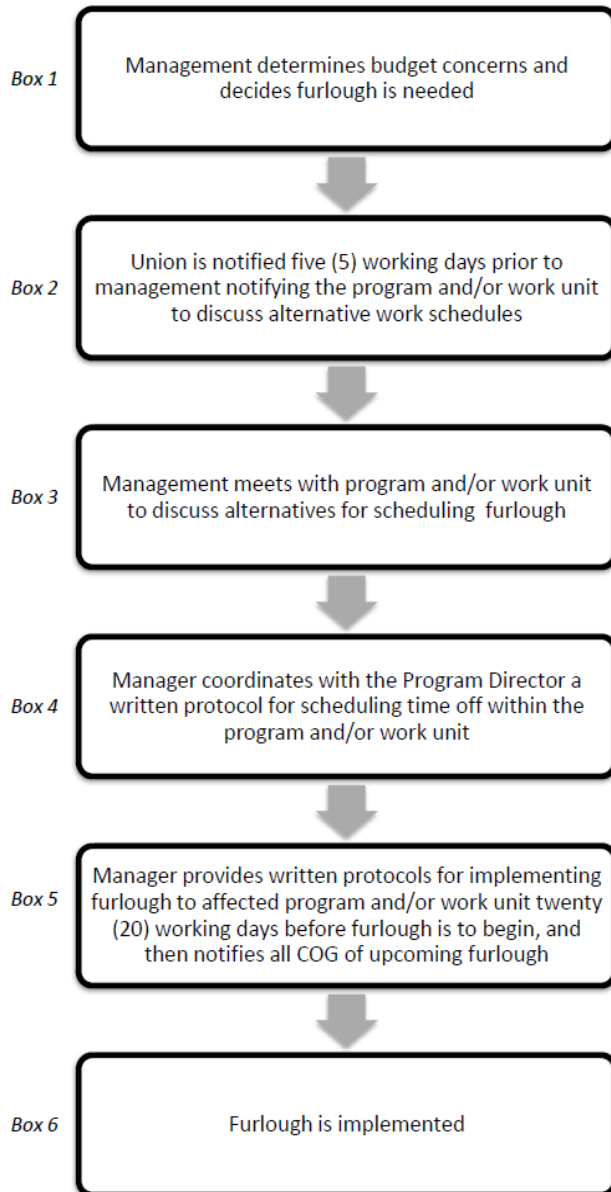 Box 1
Management determines budget concerns and
decides furlough is needed
Box 2
Union is notified five (5) working days prior to
management notifying the program and/or work unit
to discuss alternative work schedules
Box 3
Management meets with program and/or work unit
to discuss alternatives for scheduling furlough
Box 4
Manager coordinates with the Program Director a
written protocol for scheduling time off within the
program and/or work unit
Box 5
Manager provides written protocols for implementing
furlough to affected program and/or work unit twenty
(20) working days before furlough is to begin, and
then notifies all COG of upcoming furlough
Box 6
Furlough is implemented